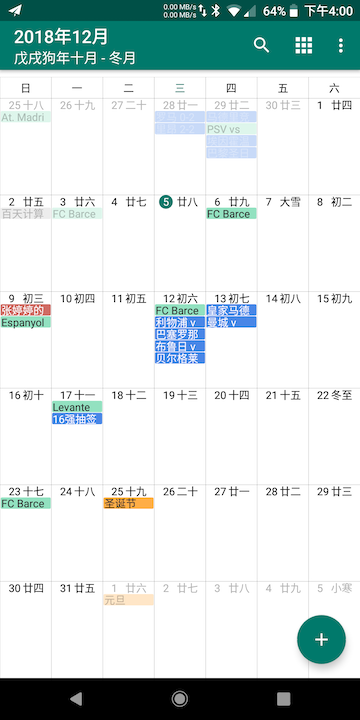 0.00 MB/s
0.00 MB/s
64% 下午4:00
2018年12月
戊戌狗年十月 - 冬月
日 一 二 三 四 五 六
25 十八 26 十九 27 二十 28 廿一 29 廿二 30 廿三 1 廿四
At. Madri
PSV vs
2 廿五 3 廿六 4 廿七 5 廿八 6 廿九 7 大雪 8 初二
百天计算 FC Barce FC Barce
9 初三 10 初四 11 初五 12 初六 13 初七 14 初八 15 初九
张婷婷的 FC Barce 皇家马德
Espanyol 利物浦 v 曼城 v
巴塞罗那
布鲁日 v
贝尔格莱
16 初十 17 十一 18 十二 19 十三 20 十四 21 十五 22 冬至
Levante
16强抽签
23 十七 24 十八 25 十九 26 二十 27 廿一 28 廿二 29 廿三
FC Barce 圣诞节
30 廿四 31 廿五 1 廿六 2 廿七 3 廿八 4 廿九 5 小寒
元旦